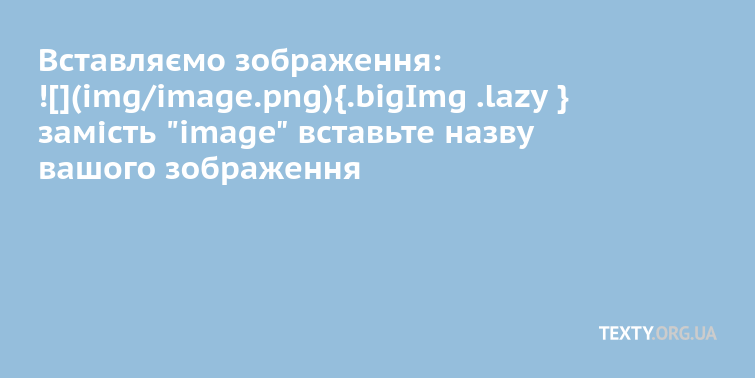 Вставляємо зображення:
![](img/image.png){.bigImg .lazy }
замість "image" вставьте назву
вашого зображення
TEXTY.ORG.UA